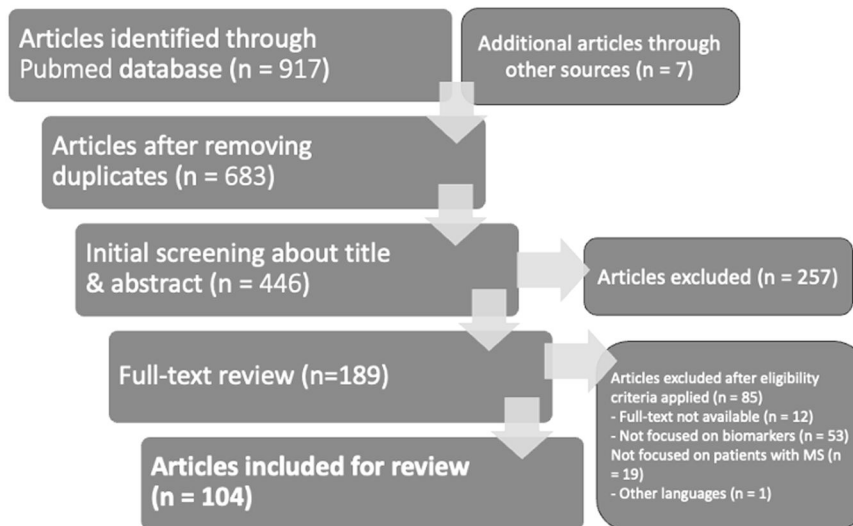 Articles identified through
Pubmed database (n = 917)
Additional articles through
other sources (n = 7)
Articles after removing
duplicates (n = 683)
Initial screening about title
& abstract (n = 446)
Articles excluded (n = 257)
Full-text review (n=189)
Articles excluded after eligibility
criteria applied (n = 85)
- Full-text not available (n = 12)
- Not focused on biomarkers (n = 53)
Not focused on patients with MS (n
= 19)
- Other languages (n = 1)
Articles included for review
(n = 104)